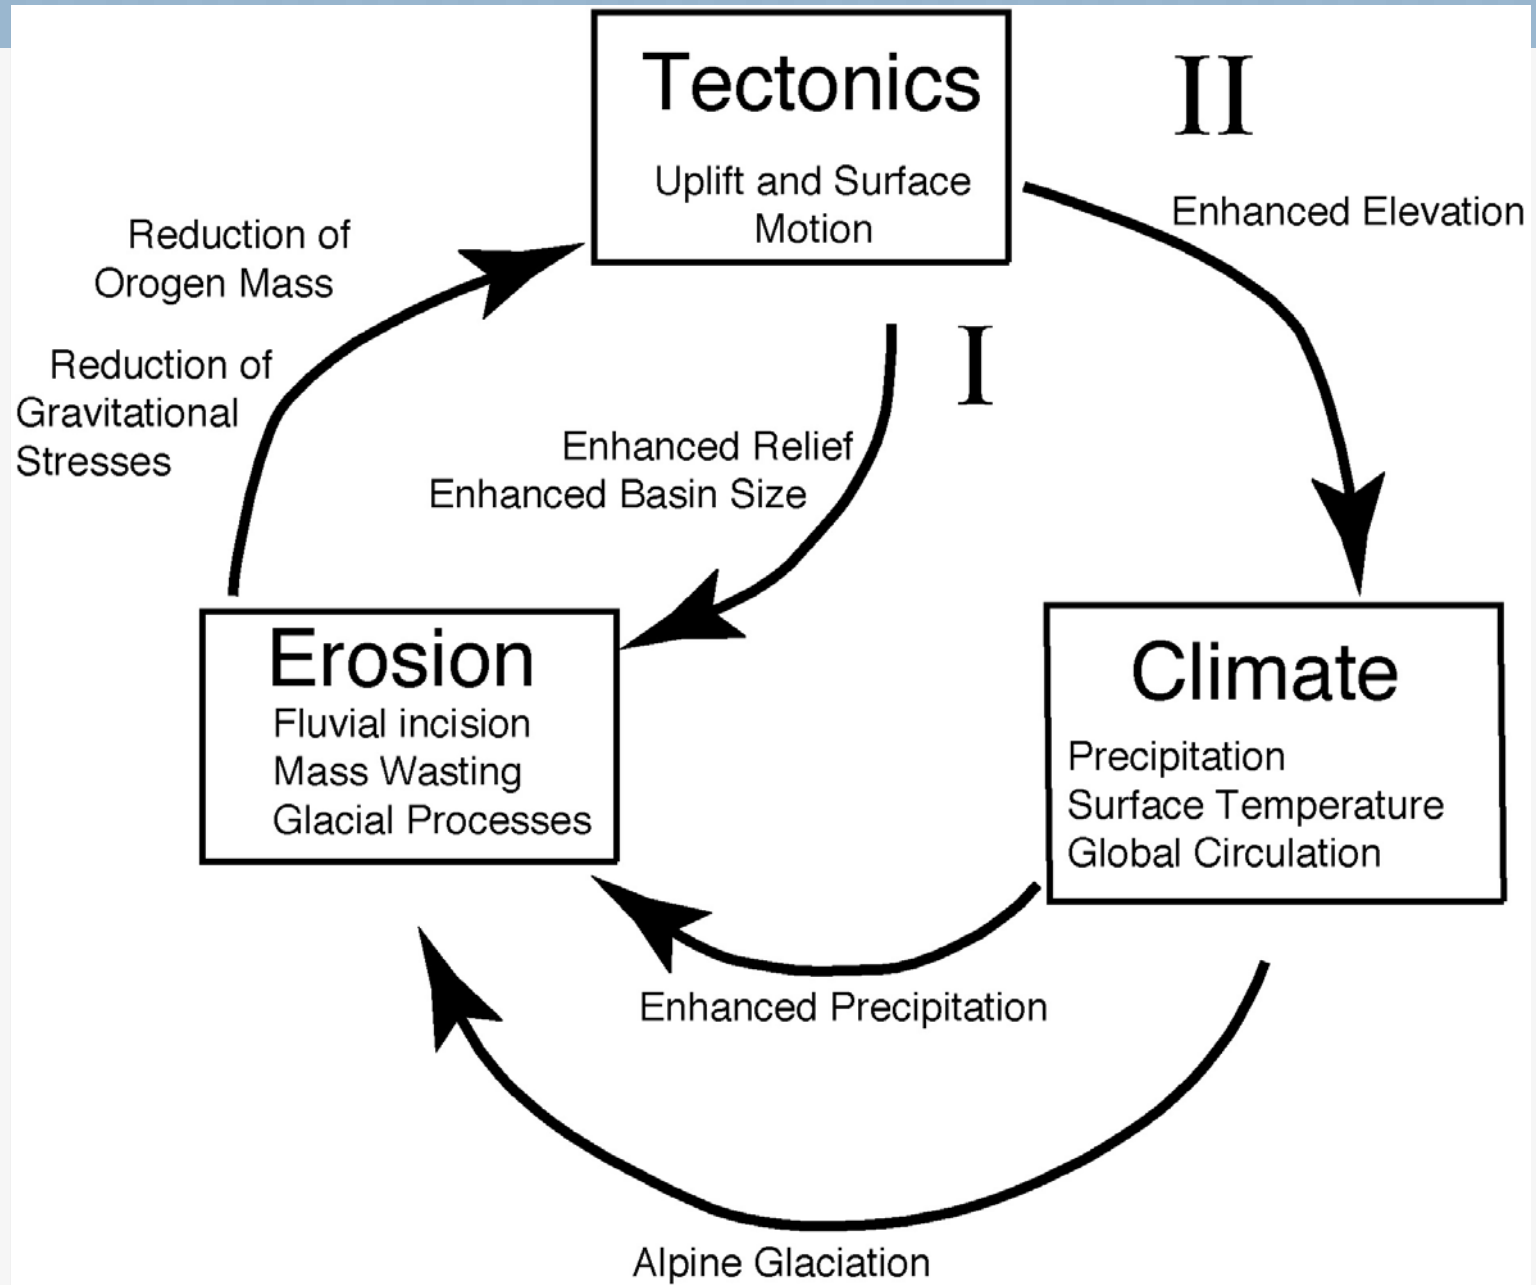 Tectonics
Uplift and Surface
Motion
II
Enhanced Elevation
Reduction of
Orogen Mass
Reduction of
Gravitational
Stresses
I
Enhanced Relief
Enhanced Basin Size
Erosion
Fluvial incision
Mass Wasting
Glacial Processes
Climate
Precipitation
Surface Temperature
Global Circulation
Enhanced Precipitation
Alpine Glaciation